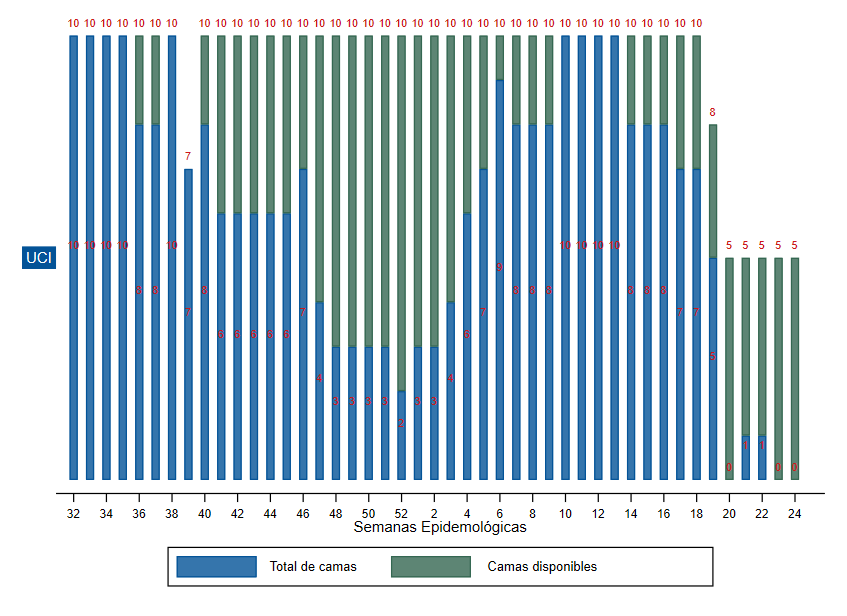 10 10 10 10 10 10 10 10 10 10 10 10 10 10 10 10 10 10 10 10 10 10 10 10 10 10 10 10 10 10 10 10 10 10 10 10 10 10
8
7
10 10 10 10 10 10 10 10 10 5 5 5 5 5
UCI
9
8 8 8 8 8 8 8 8 8
7 7 7 7 7
6 6 6 6 6 6
5
4 4
3 3 3 3 3 3
2
1 1
0 0 0
32 34 36 38 40 42 44 46 48 50 52 2 4 6 8 10 12 14 16 18 20 22 24
Semanas Epidemológicas
Total de camas Camas disponibles